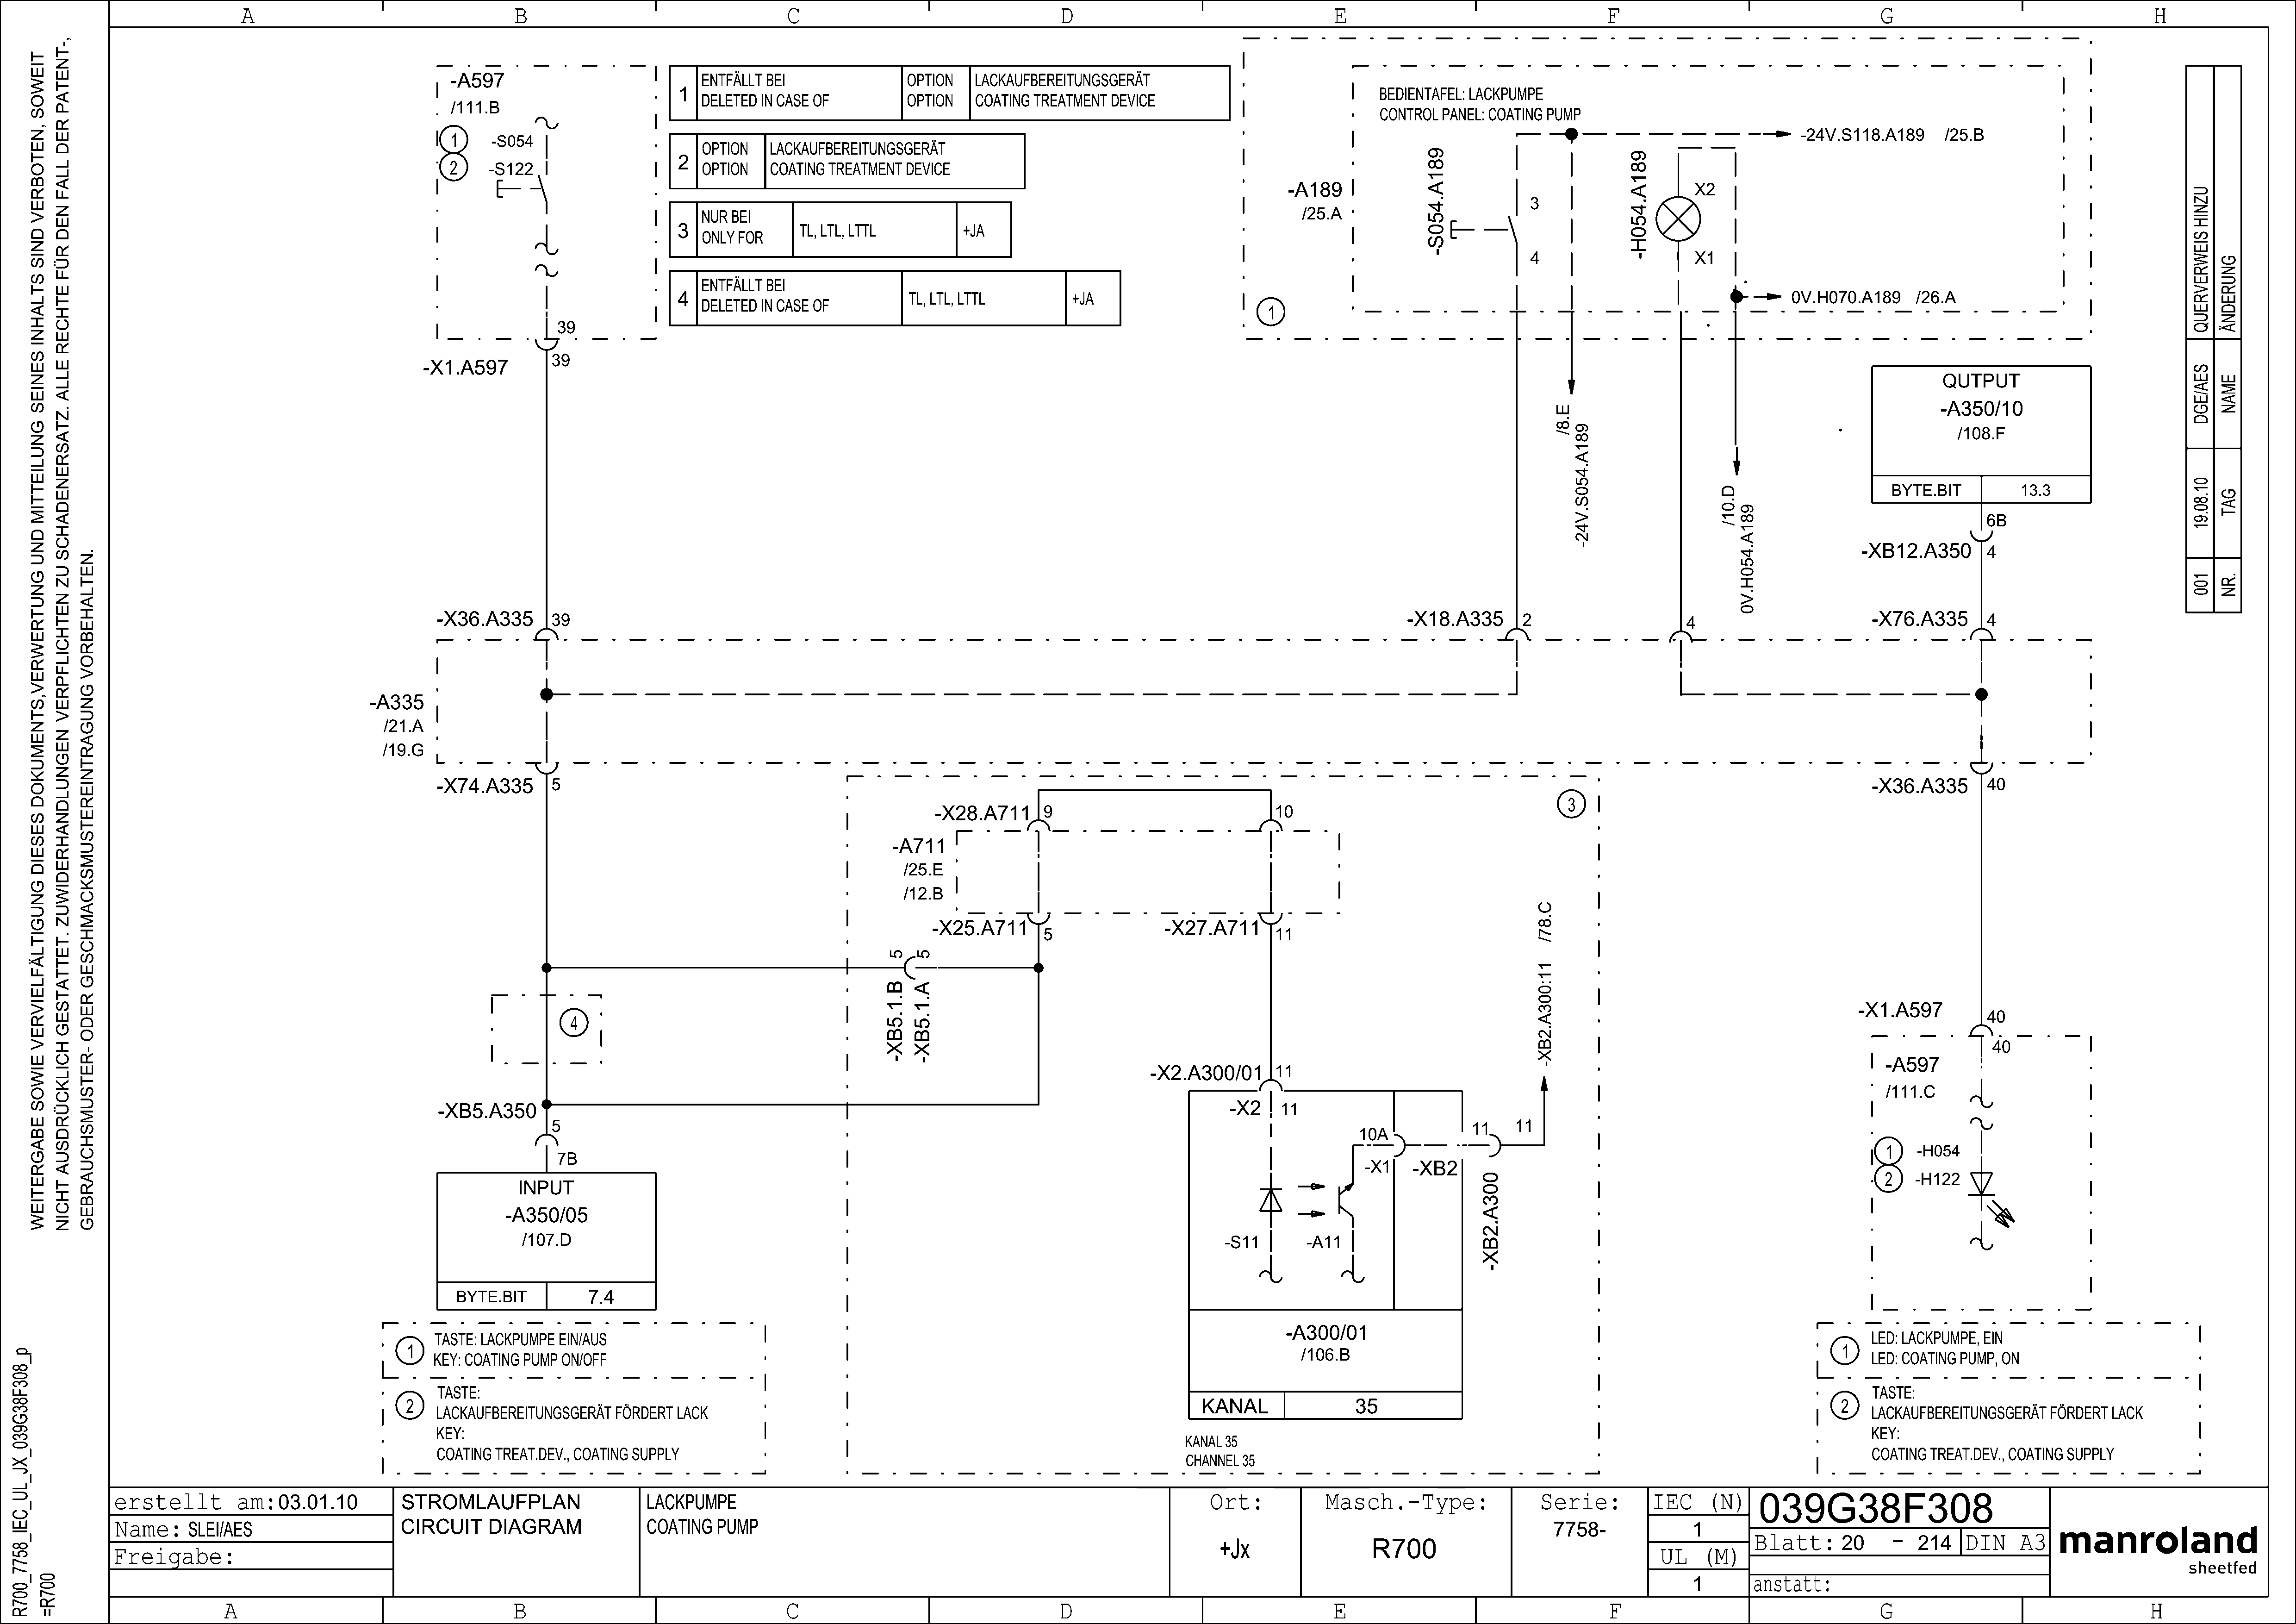 A B C D E F G H
WEITERGABE SOWIE VERVIELFÄLTIGUNG DIESES DOKUMENTS,VERWERTUNG UND MITTEILUNG SEINES INHALTS SIND VERBOTEN, SOWEIT
NICHT AUSDRÜCKLICH GESTATTET. ZUWIDERHANDLUNGEN VERPFLICHTEN ZU SCHADENERSATZ. ALLE RECHTE FÜR DEN FALL DER PATENT-,
GEBRAUCHSMUSTER- ODER GESCHMACKSMUSTEREINTRAGUNG VORBEHALTEN.
R700_7758_IEC_UL_JX_039G38F308_p
=R700
-A597
/111.B
1 -S054
2 -S122
39
39
-X1.A597
1 ENTFÄLLT BEI OPTION LACKAUFBEREITUNGSGERÄT
DELETED IN CASE OF OPTION COATING TREATMENT DEVICE
2 OPTION LACKAUFBEREITUNGSGERÄT
OPTION COATING TREATMENT DEVICE
3 NUR BEI TL, LTL, LTTL +JA
ONLY FOR
4 ENTFÄLLT BEI TL, LTL, LTTL +JA
DELETED IN CASE OF
BEDIENTAFEL: LACKPUMPE
CONTROL PANEL: COATING PUMP
-24V.S118.A189 /25.B
-A189
/25.A
-S054.A189
3
4
-H054.A189
X2
X1
0V.H070.A189 /26.A
1
/8.E
-24V.S054.A189
/10.D
0V.H054.A189
QUTPUT
-A350/10
/108.F
BYTE.BIT 13.3
6B
-XB12.A350 4
001 19.08.10 DGE/AES QUERVERWEIS HINZU
NR. TAG NAME ÄNDERUNG
-X36.A335 39
-X18.A335 2
4
-X76.A335 4
-A335
/21.A
/19.G
-X74.A335 5
-X36.A335 40
3
-X28.A711 9
10
-A711
/25.E
/12.B
-X25.A711 5
-X27.A711 11
5 5
-XB5.1.B
-XB5.1.A
4
-XB2.A300:11 /78.C
-XB5.A350
5
7B
INPUT
-A350/05
/107.D
BYTE.BIT 7.4
-X2.A300/01 11
-X2 11
10A
-X1 -XB2
11 11
-XB2.A300
-S11 -A11
-A300/01
/106.B
KANAL 35
KANAL 35
CHANNEL 35
-X1.A597 40
40
-A597
/111.C
1 -H054
2 -H122
1 TASTE: LACKPUMPE EIN/AUS
KEY: COATING PUMP ON/OFF
2 TASTE:
LACKAUFBEREITUNGSGERÄT FÖRDERT LACK
KEY:
COATING TREAT.DEV., COATING SUPPLY
1 LED: LACKPUMPE, EIN
LED: COATING PUMP, ON
2 TASTE:
LACKAUFBEREITUNGSGERÄT FÖRDERT LACK
KEY:
COATING TREAT.DEV., COATING SUPPLY
erstellt am:03.01.10
Name: SLEI/AES
Freigabe:
STROMLAUFPLAN
CIRCUIT DIAGRAM
LACKPUMPE
COATING PUMP
Ort:
+Jx
Masch.-Type:
R700
Serie:
7758-
IEC (N)
1
UL (M)
1
039G38F308
Blatt: 20 - 214 DIN A3
anstatt:
manroland
sheetfed
A B C D E F G H